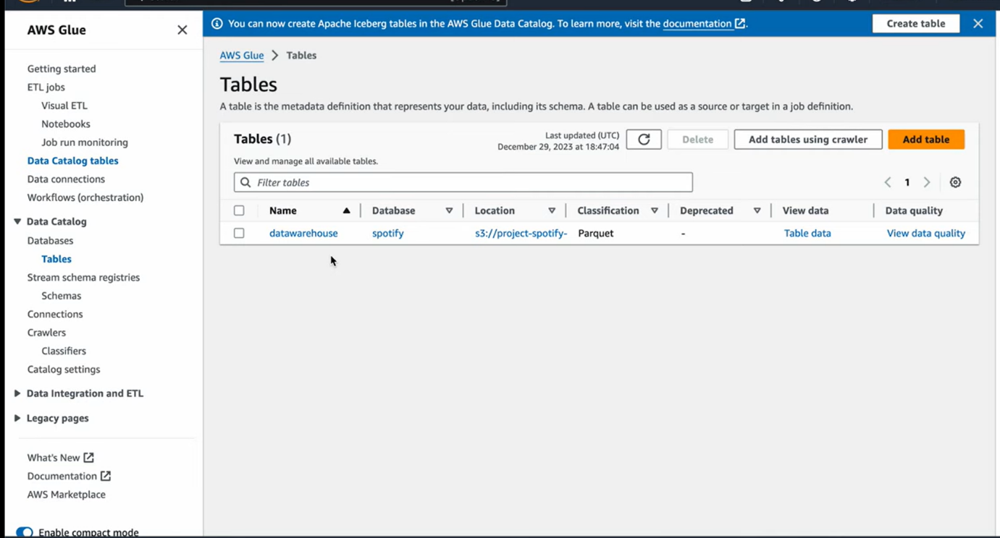 AWS Glue
Getting started
ETL jobs
Visual ETL
Notebooks
Job run monitoring
Data Catalog tables
Data connections
Workflows (orchestration)
Data Catalog
Databases
Tables
Stream schema registries
Schemas
Connections
Crawlers
Classifiers
Catalog settings
Data Integration and ETL
Legacy pages
What's New
Documentation
AWS Marketplace
Enable compact mode
You can now create Apache Iceberg tables in the AWS Glue Data Catalog. To learn more, visit the documentation. Create table
AWS Glue > Tables
Tables
A table is the metadata definition that represents your data, including its schema. A table can be used as a source or target in a job definition.
Tables (1)
View and manage all available tables.
Last updated (UTC)
December 29, 2023 at 18:47:04
Delete Add tables using crawler Add table
Filter tables
1
Name Database Location Classification Deprecated View data Data quality
datawarehouse spotify s3://project-spotify- Parquet - Table data View data quality